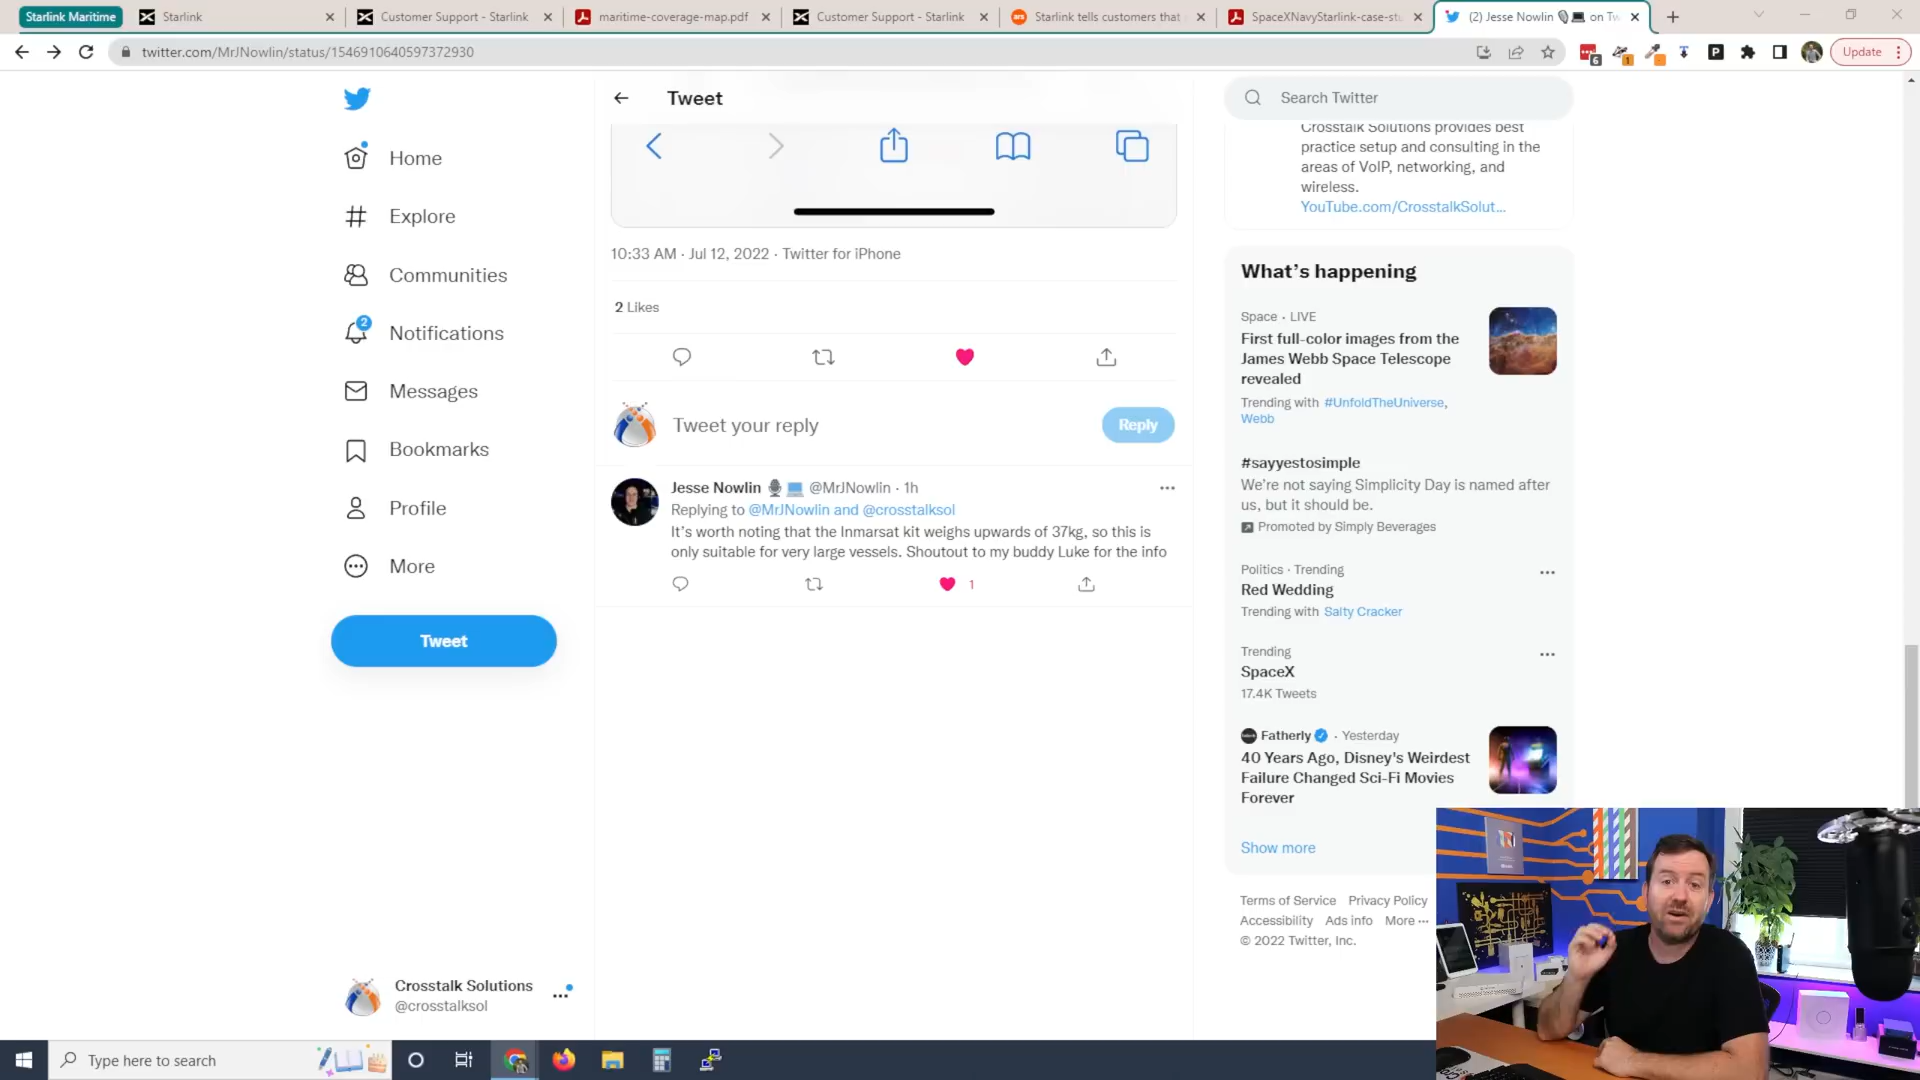 Starlink Maritime
Starlink
Customer Support - Starlink
maritime-coverage-map.pdf
Customer Support - Starlink
Starlink tells customers that
SpaceXNavyStarlink-case-stu
(2) Jesse Nowlin 🎙💻 on Tw
twitter.com/MrJNowlin/status/1546910640597372930
6
1
Update
Home
Explore
Communities
2
Notifications
Messages
Bookmarks
Profile
More
Tweet
Crosstalk Solutions
@crosstalksol
Tweet
10:33 AM · Jul 12, 2022 · Twitter for iPhone
2 Likes
Tweet your reply
Reply
Jesse Nowlin 🎙💻 @MrJNowlin · 1h
Replying to @MrJNowlin and @crosstalksol
It's worth noting that the Inmarsat kit weighs upwards of 37kg, so this is
only suitable for very large vessels. Shoutout to my buddy Luke for the info
1
Search Twitter
Crosstalk Solutions provides best
practice setup and consulting in the
areas of VoIP, networking, and
wireless.
YouTube.com/CrosstalkSolut...
What's happening
Space · LIVE
First full-color images from the
James Webb Space Telescope
revealed
Trending with #UnfoldTheUniverse,
Webb
#sayyestosimple
We're not saying Simplicity Day is named after
us, but it should be.
Promoted by Simply Beverages
Politics · Trending
Red Wedding
Trending with Salty Cracker
Trending
SpaceX
17.4K Tweets
Fatherly · Yesterday
40 Years Ago, Disney's Weirdest
Failure Changed Sci-Fi Movies
Forever
Show more
Terms of Service Privacy Policy
Accessibility Ads info More ···
© 2022 Twitter, Inc.
Type here to search